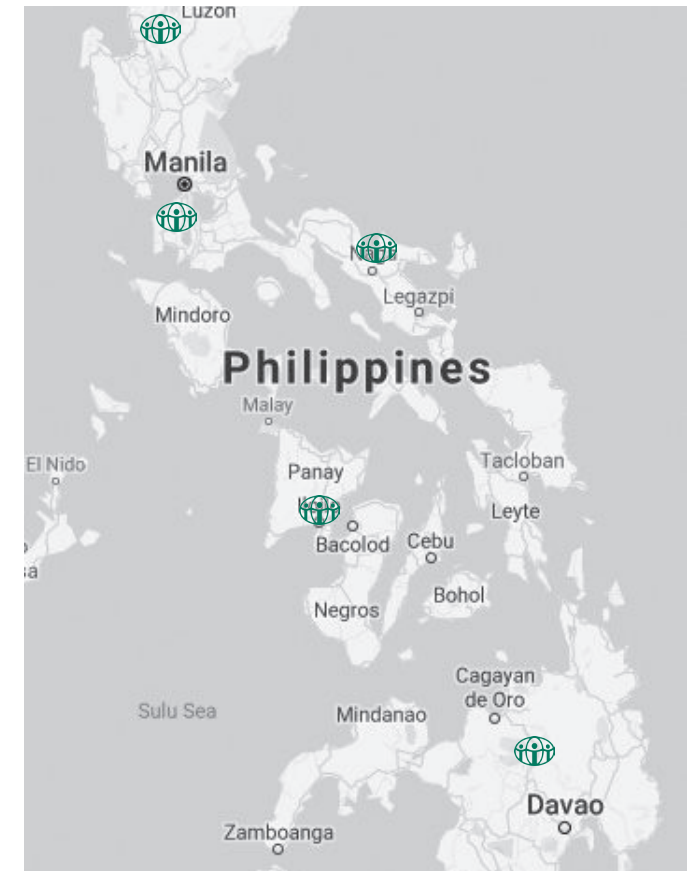 Luzon
Manila
Legazpi
Mindoro
Philippines
Malay
El Nido
Panay
Tacloban
Leyte
Bacolod
Cebu
Bohol
Negros
Cagayan
de Oro
Sulu Sea
Mindanao
Davao
Zamboanga